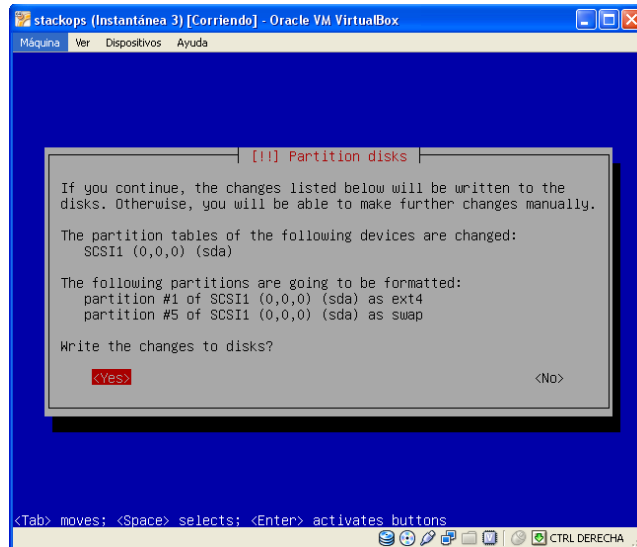 stackops (Instantánea 3) [Corriendo] - Oracle VM VirtualBox
Máquina Ver Dispositivos Ayuda
[!!] Partition disks
If you continue, the changes listed below will be written to the
disks. Otherwise, you will be able to make further changes manually.
The partition tables of the following devices are changed:
SCSI1 (0,0,0) (sda)
The following partitions are going to be formatted:
partition #1 of SCSI1 (0,0,0) (sda) as ext4
partition #5 of SCSI1 (0,0,0) (sda) as swap
Write the changes to disks?
<Yes> <No>
<Tab> moves; <Space> selects; <Enter> activates buttons
CTRL DERECHA